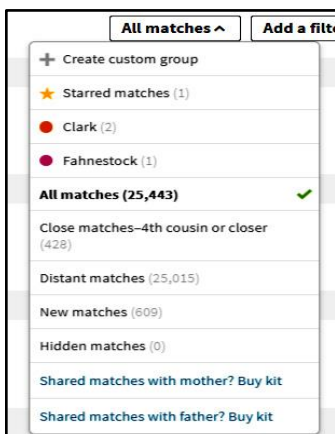 All matches Add a filte
Create custom group
Starred matches (1)
Clark (2)
Fahnestock (1)
All matches (25,443)
Close matches–4th cousin or closer
(428)
Distant matches (25,015)
New matches (609)
Hidden matches (0)
Shared matches with mother? Buy kit
Shared matches with father? Buy kit